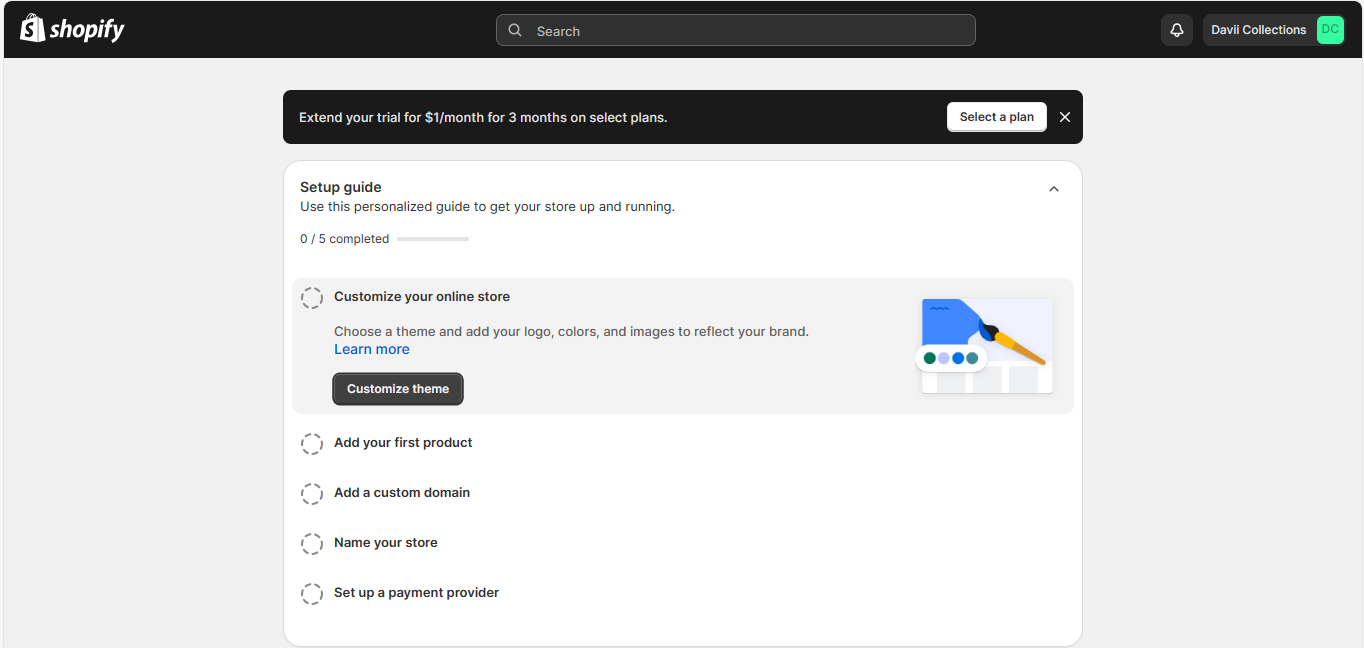 shopify
Search
Davii Collections
DC
Extend your trial for $1/month for 3 months on select plans.
Select a plan
Setup guide
Use this personalized guide to get your store up and running.
0 / 5 completed
Customize your online store
Choose a theme and add your logo, colors, and images to reflect your brand.
Learn more
Customize theme
Add your first product
Add a custom domain
Name your store
Set up a payment provider